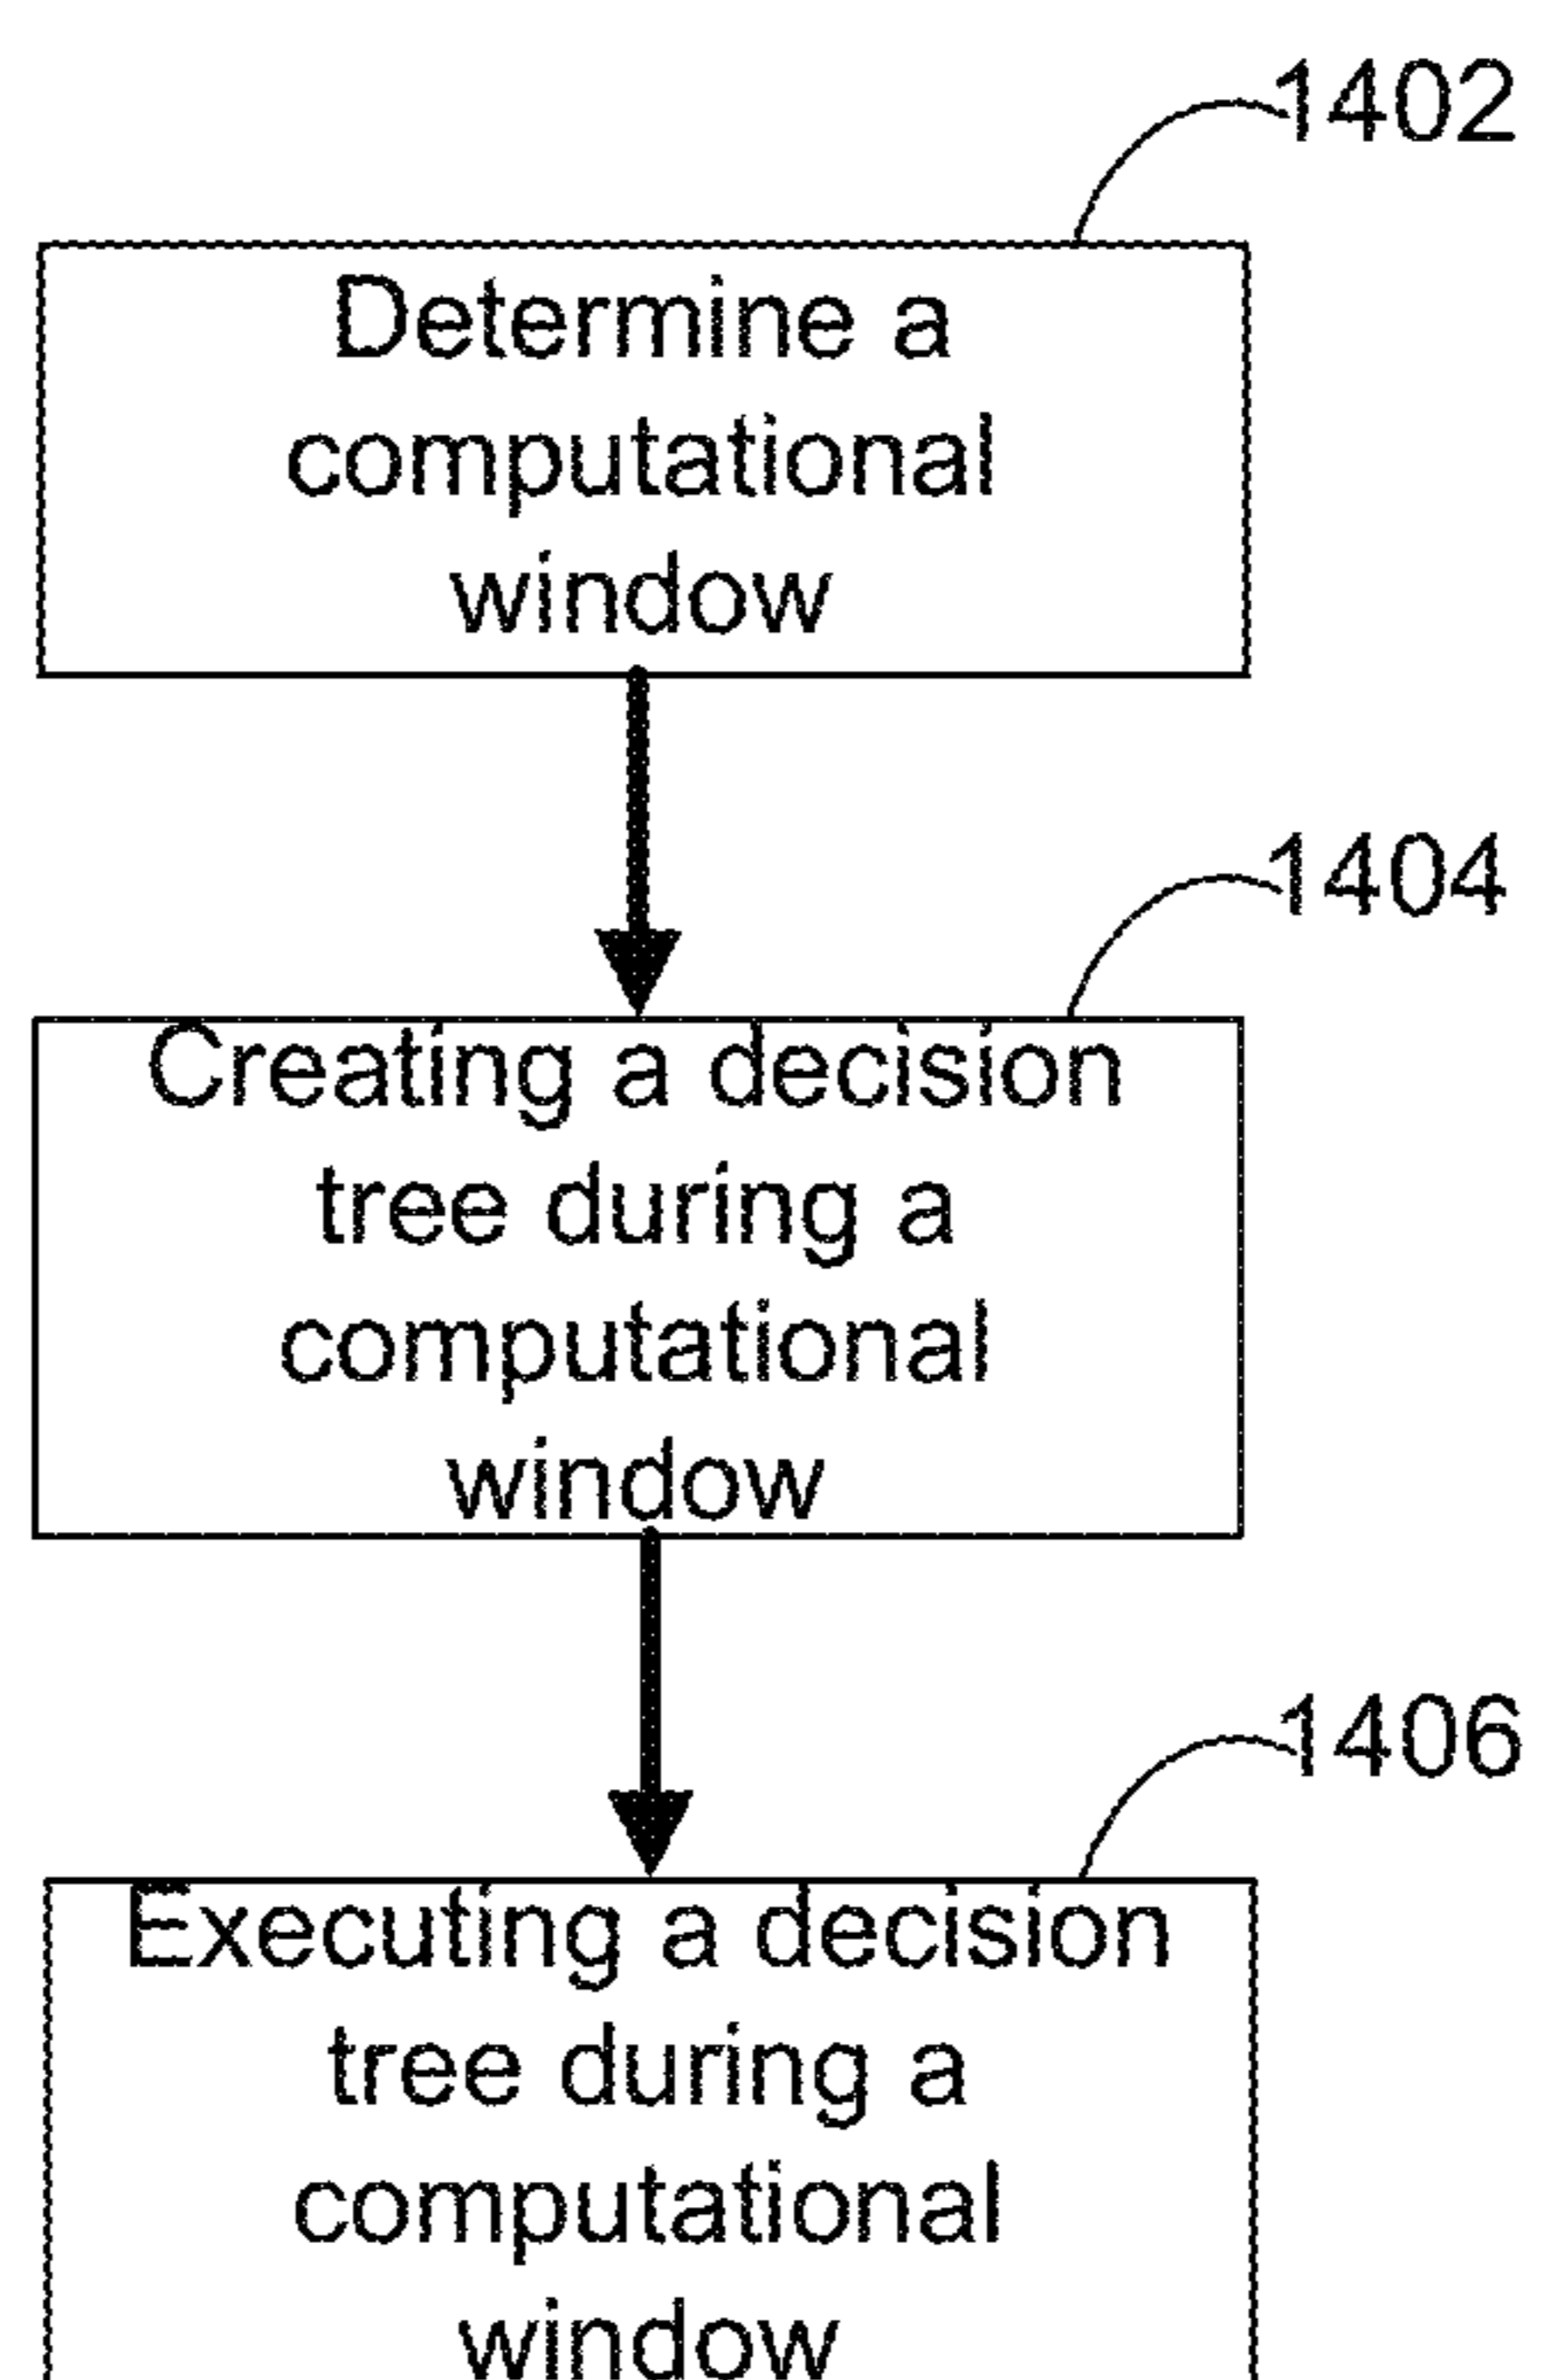 1402
Determine a
computational
window
1404
Creating a decision
tree during a
computational
window
1406
Executing a decision
tree during a
computational
window